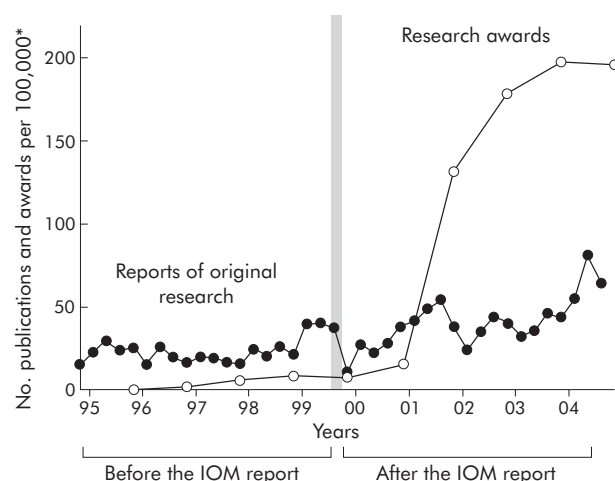 No. publications and awards per 100,000*
200
150
100
50
0
Research awards
Reports of original
research
95 96 97 98 99 00 01 02 03 04
Years
Before the IOM report After the IOM report